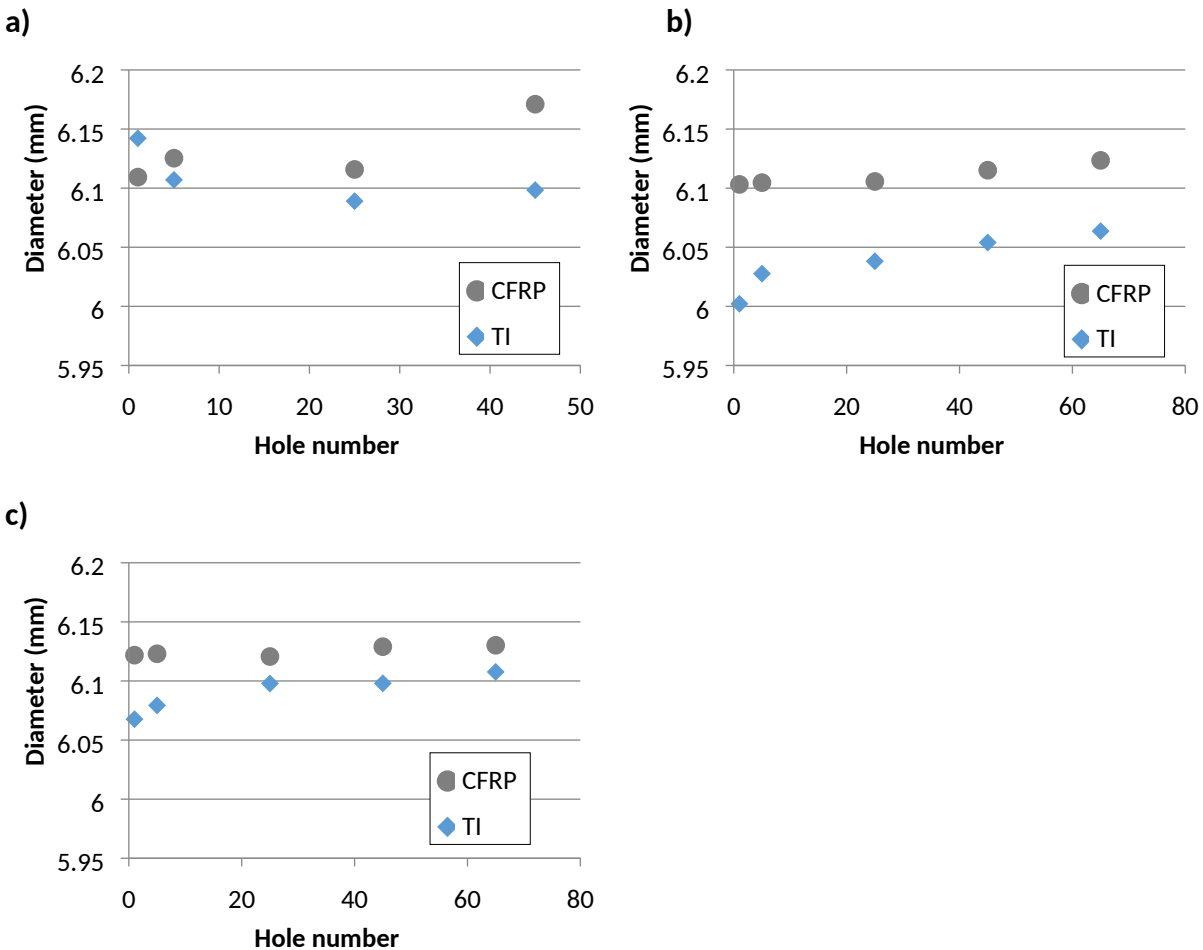 a)
6.2
6.15
6.1
6.05
6
5.95
Diameter (mm)
CFRP
TI
0 10 20 30 40 50
Hole number
b)
6.2
6.15
6.1
6.05
6
5.95
Diameter (mm)
CFRP
TI
0 20 40 60 80
Hole number
c)
6.2
6.15
6.1
6.05
6
5.95
Diameter (mm)
CFRP
TI
0 20 40 60 80
Hole number